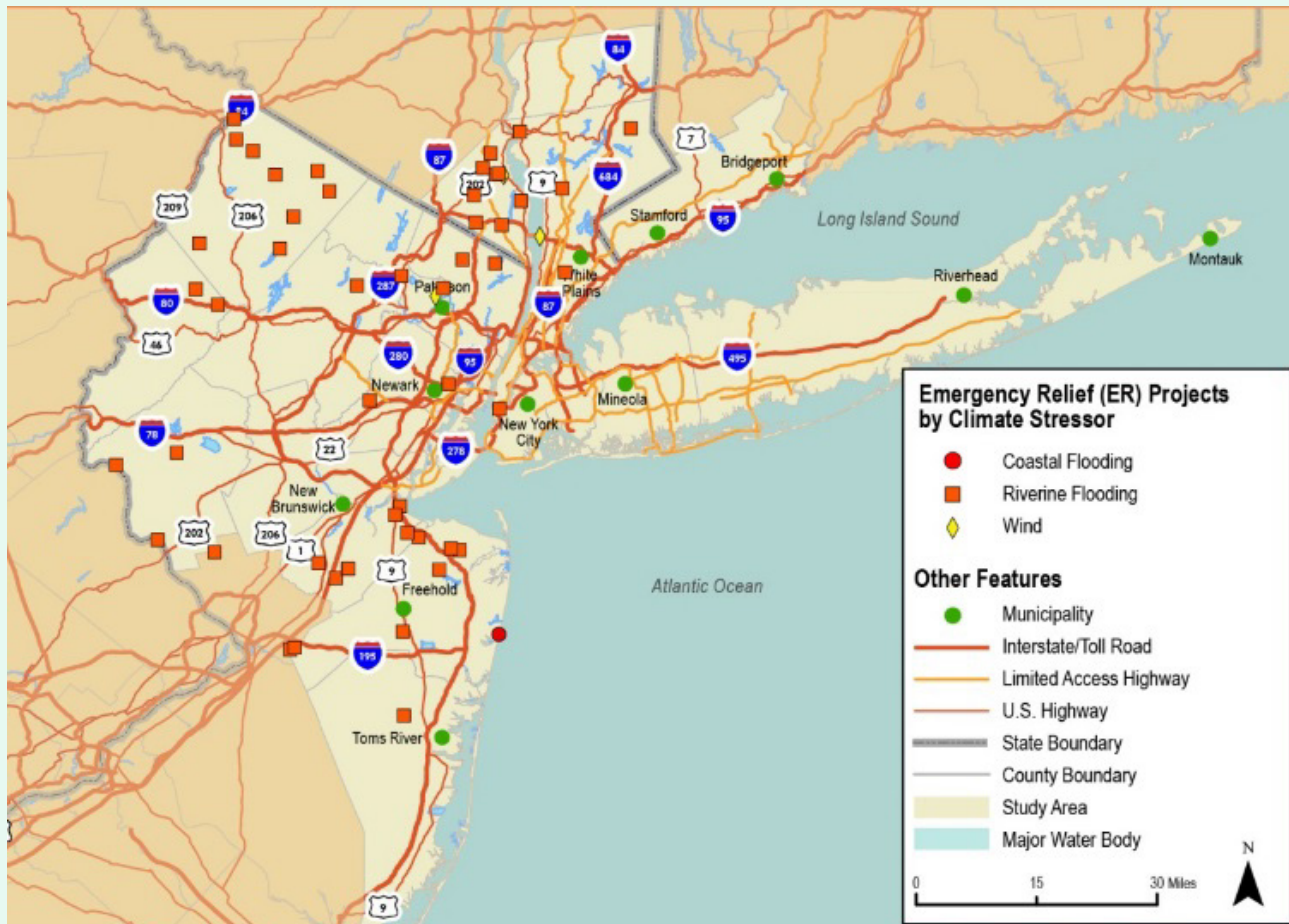 84
84
7
87
Bridgeport
202
9
684
209
206
Stamford
95
Long Island Sound
Montauk
White
Plains
Riverhead
287
80
87
46
280
95
495
Newark
Mineola
New York
City
78
22
278
New
Brunswick
202
206
1
9
Freehold
Atlantic Ocean
195
Toms River
9
Emergency Relief (ER) Projects
by Climate Stressor
Coastal Flooding
Riverine Flooding
Wind
Other Features
Municipality
Interstate/Toll Road
Limited Access Highway
U.S. Highway
State Boundary
County Boundary
Study Area
Major Water Body
N
0 15 30 Miles